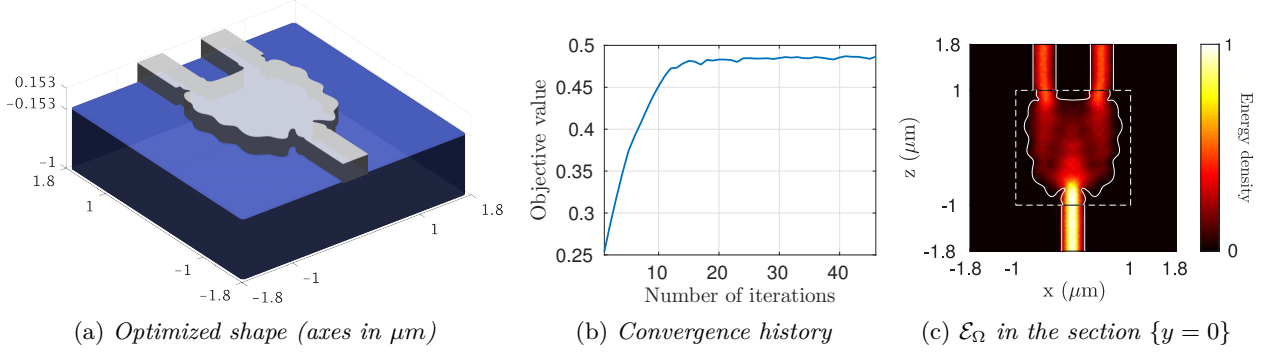 0.153
−0.153
−1
1.8
1
−1
−1.8
−1.8
−1
1
1.8
(a) Optimized shape (axes in μm)
0.5
0.45
0.4
0.35
0.3
0.25
10 20 30 40
Objective value
Number of iterations
(b) Convergence history
1.8
1
-1
-1.8
-1.8 -1 1 1.8
z (μm)
x (μm)
1
0
Energy density
(c) ℰ_Ω in the section {y = 0}